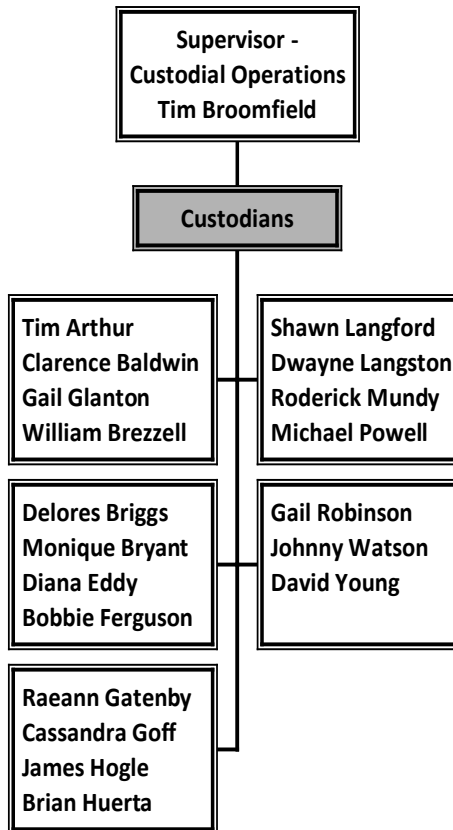 Supervisor -
Custodial Operations
Tim Broomfield
Custodians
Tim Arthur
Clarence Baldwin
Gail Glanton
William Brezzell
Shawn Langford
Dwayne Langston
Roderick Mundy
Michael Powell
Delores Briggs
Monique Bryant
Diana Eddy
Bobbie Ferguson
Gail Robinson
Johnny Watson
David Young
Raeann Gatenby
Cassandra Goff
James Hogle
Brian Huerta